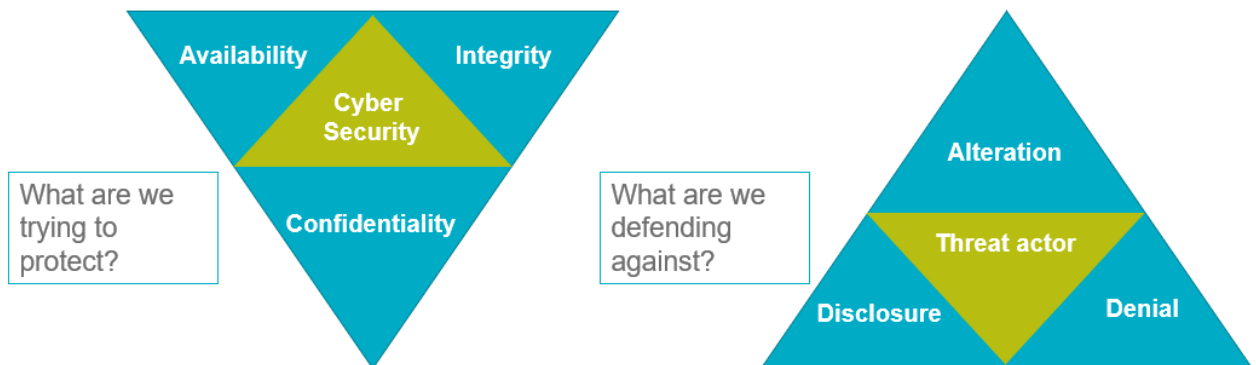 Availability
Integrity
Cyber
Security
Confidentiality
What are we
trying to
protect?
What are we
defending
against?
Alteration
Threat actor
Disclosure
Denial